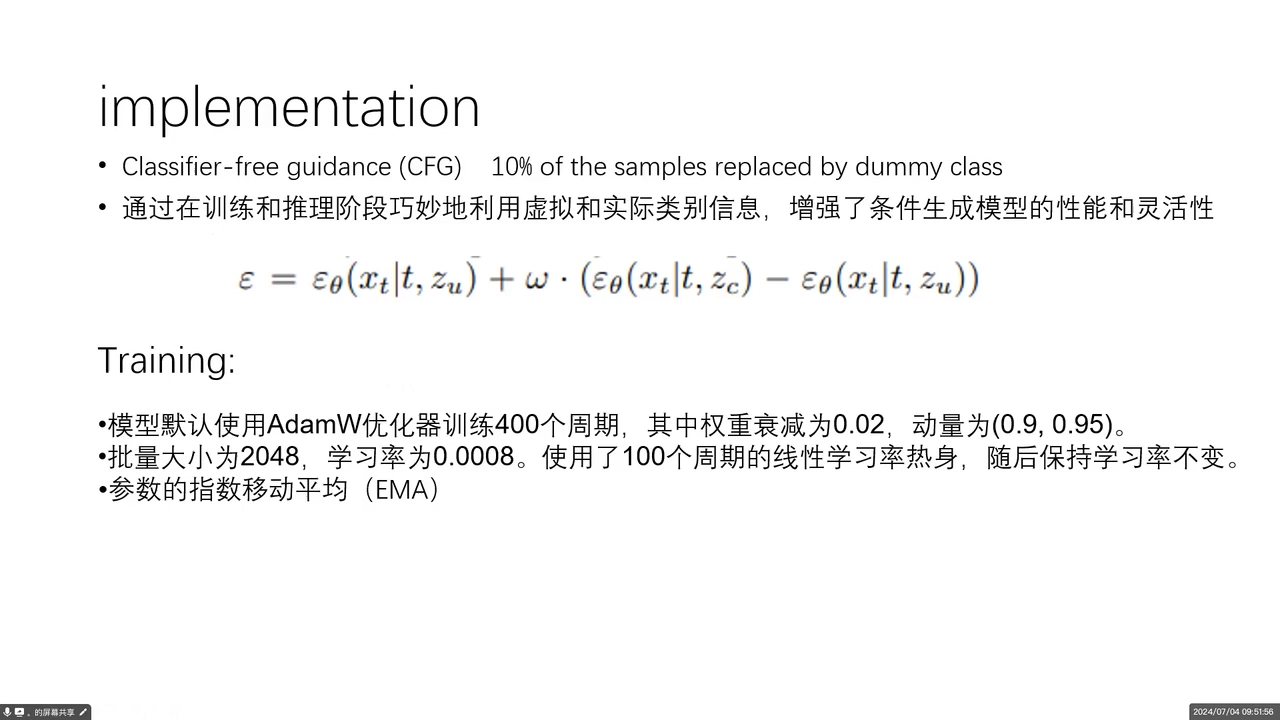 implementation
• Classifier-free guidance (CFG) 10% of the samples replaced by dummy class
• 通过在训练和推理阶段巧妙地利用虚拟和实际类别信息，增强了条件生成模型的性能和灵活性
ε = εθ(xt|t, zu) + ω · (εθ(xt|t, zc) − εθ(xt|t, zu))
Training:
•模型默认使用AdamW优化器训练400个周期，其中权重衰减为0.02，动量为(0.9, 0.95)。
•批量大小为2048，学习率为0.0008。使用了100个周期的线性学习率热身，随后保持学习率不变。
•参数的指数移动平均（EMA）
。的屏幕共享
2024/07/04 09:51:56